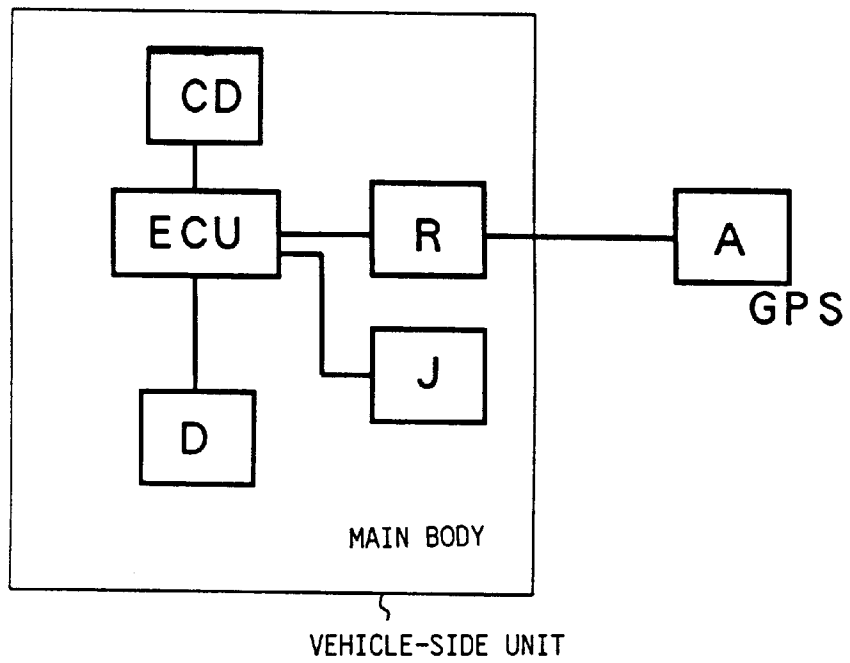 CD
ECU
R
A
GPS
J
D
MAIN BODY
VEHICLE-SIDE UNIT